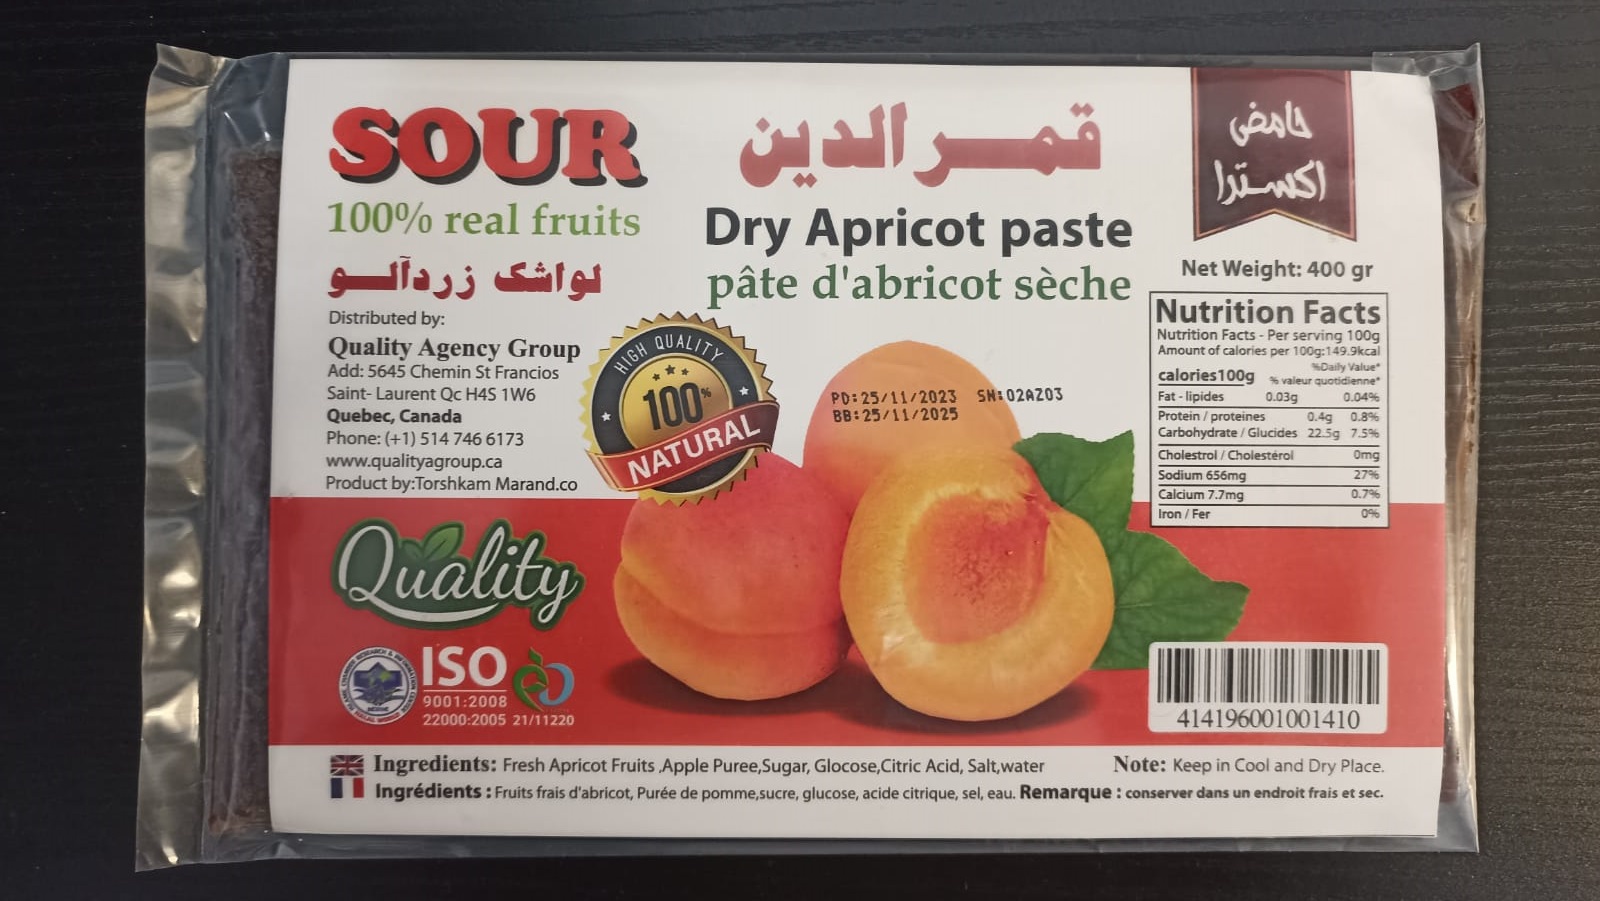 SOUR
100% real fruits
لواشک زردآلـــو
قمـــرالدين
Dry Apricot paste
pâte d'abricot sèche
حامض
اكسترا
Net Weight: 400 gr
Distributed by:
Quality Agency Group
Add: 5645 Chemin St Francios
Saint- Laurent Qc H4S 1W6
Quebec, Canada
Phone: (+1) 514 746 6173
www.qualityagroup.ca
Product by:Torshkam Marand.co
HIGH QUALITY
100%
NATURAL
PD:25/11/2023 SN:02AZ03
BB:25/11/2025
Nutrition Facts
Nutrition Facts - Per serving 100g
Amount of calories per 100g:149.9kcal
%Daily Value*
calories100g % valeur quotidienne*
Fat - lipides 0.03g 0.04%
Protein / proteines 0.4g 0.8%
Carbohydrate / Glucides 22.5g 7.5%
Cholestrol / Cholestérol 0mg
Sodium 656mg 27%
Calcium 7.7mg 0.7%
Iron / Fer 0%
Quality
ISO
9001:2008
22000:2005 21/11220
414196001001410
Ingredients: Fresh Apricot Fruits ,Apple Puree,Sugar, Glocose,Citric Acid, Salt,water
Note: Keep in Cool and Dry Place.
Ingrédients : Fruits frais d'abricot, Purée de pomme,sucre, glucose, acide citrique, sel, eau. Remarque : conserver dans un endroit frais et sec.